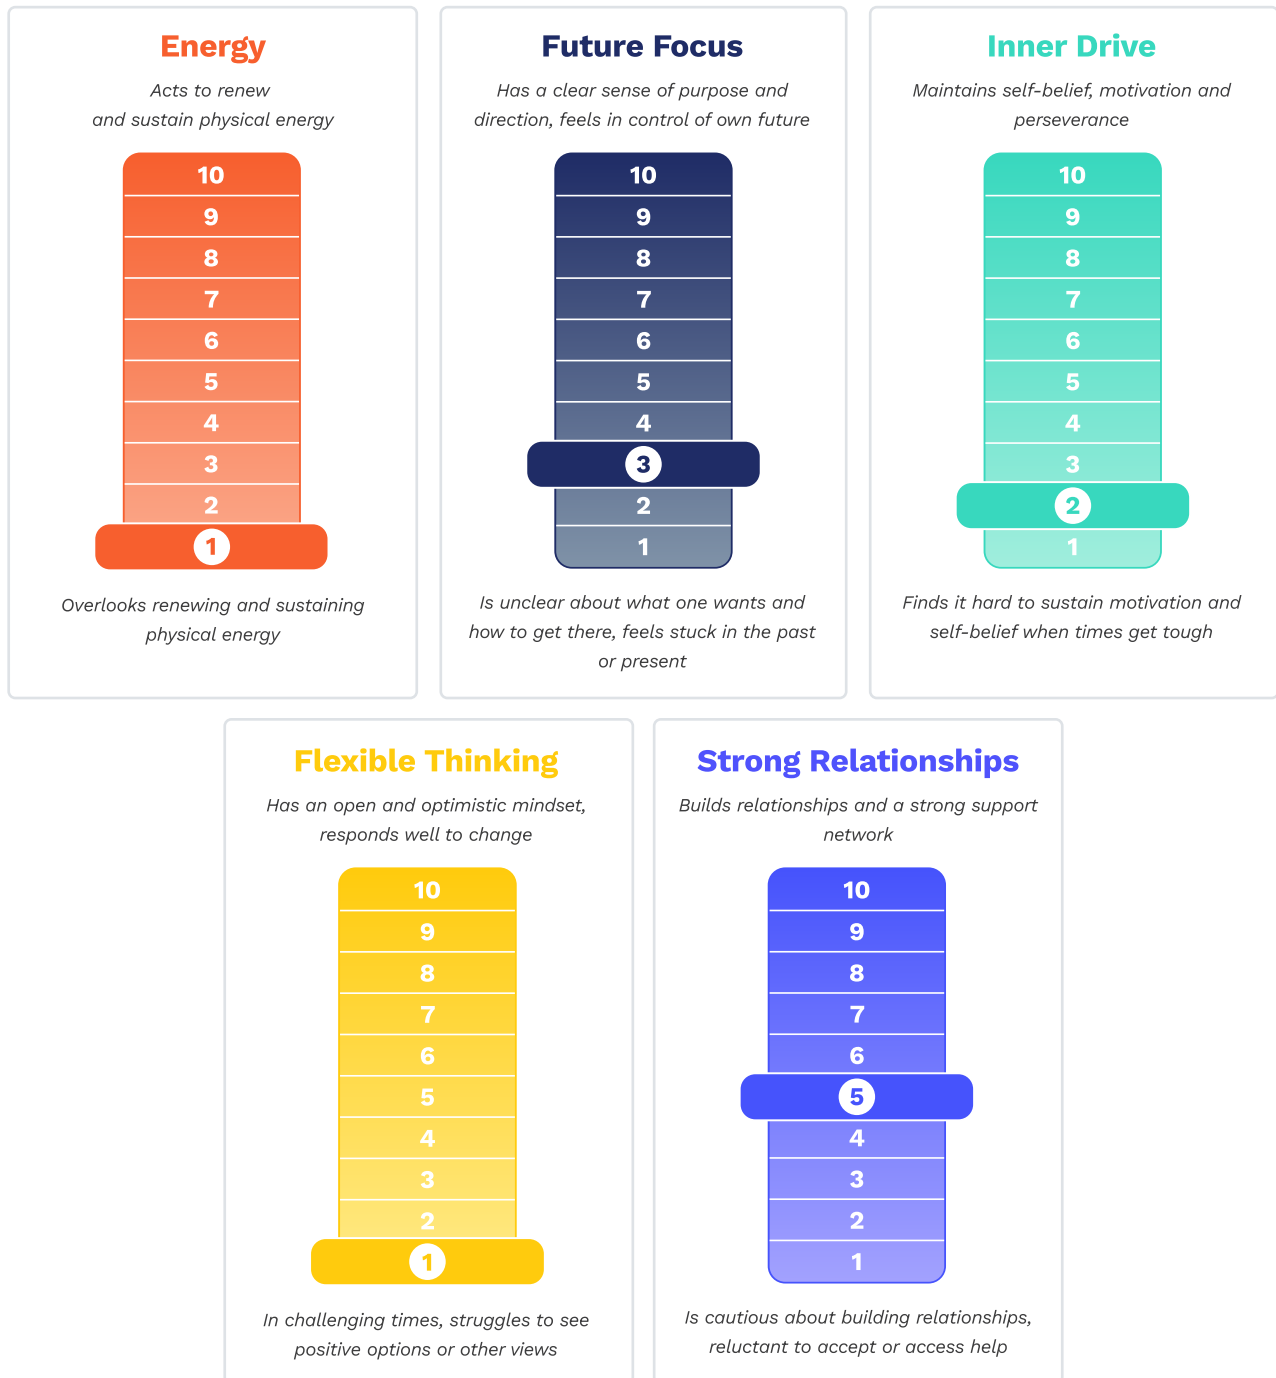 Energy
Acts to renew
and sustain physical energy
10
9
8
7
6
5
4
3
2
1
Overlooks renewing and sustaining
physical energy
Future Focus
Has a clear sense of purpose and
direction, feels in control of own future
10
9
8
7
6
5
4
3
2
1
Is unclear about what one wants and
how to get there, feels stuck in the past
or present
Inner Drive
Maintains self-belief, motivation and
perseverance
10
9
8
7
6
5
4
3
2
1
Finds it hard to sustain motivation and
self-belief when times get tough
Flexible Thinking
Has an open and optimistic mindset,
responds well to change
10
9
8
7
6
5
4
3
2
1
In challenging times, struggles to see
positive options or other views
Strong Relationships
Builds relationships and a strong support
network
10
9
8
7
6
5
4
3
2
1
Is cautious about building relationships,
reluctant to accept or access help